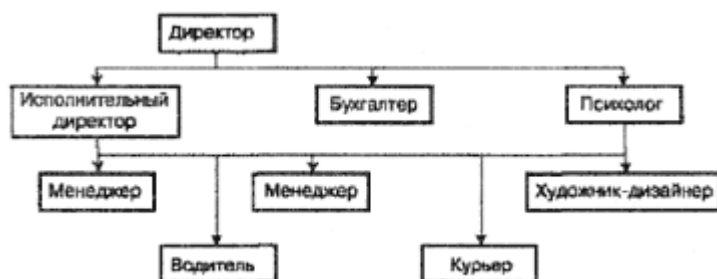 Директор
Исполнительный
директор
Бухгалтер
Психолог
Менеджер
Менеджер
Художник-дизайнер
Водитель
Курьер